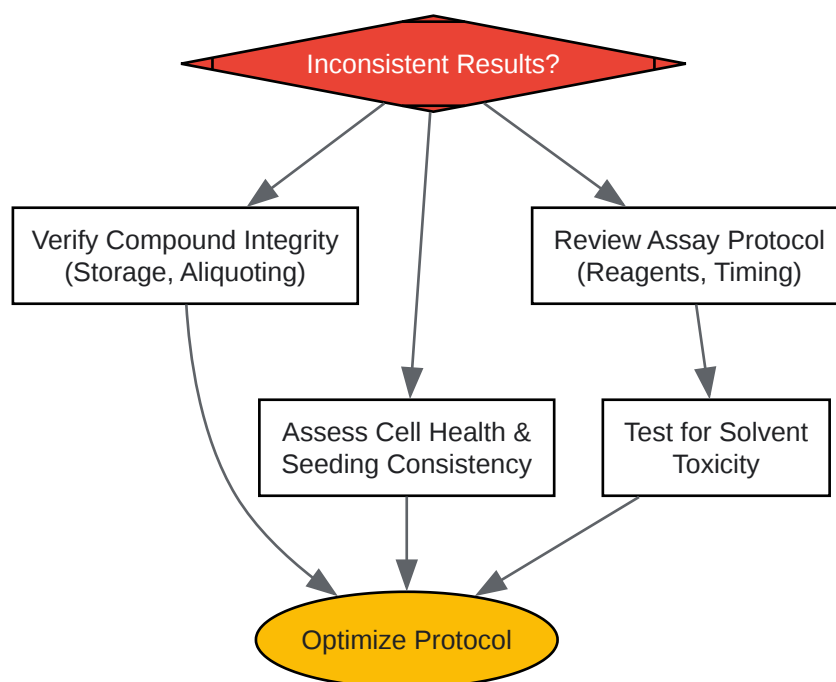 Inconsistent Results?
Verify Compound Integrity
(Storage, Aliquoting)
Review Assay Protocol
(Reagents, Timing)
Assess Cell Health &
Seeding Consistency
Test for Solvent
Toxicity
Optimize Protocol